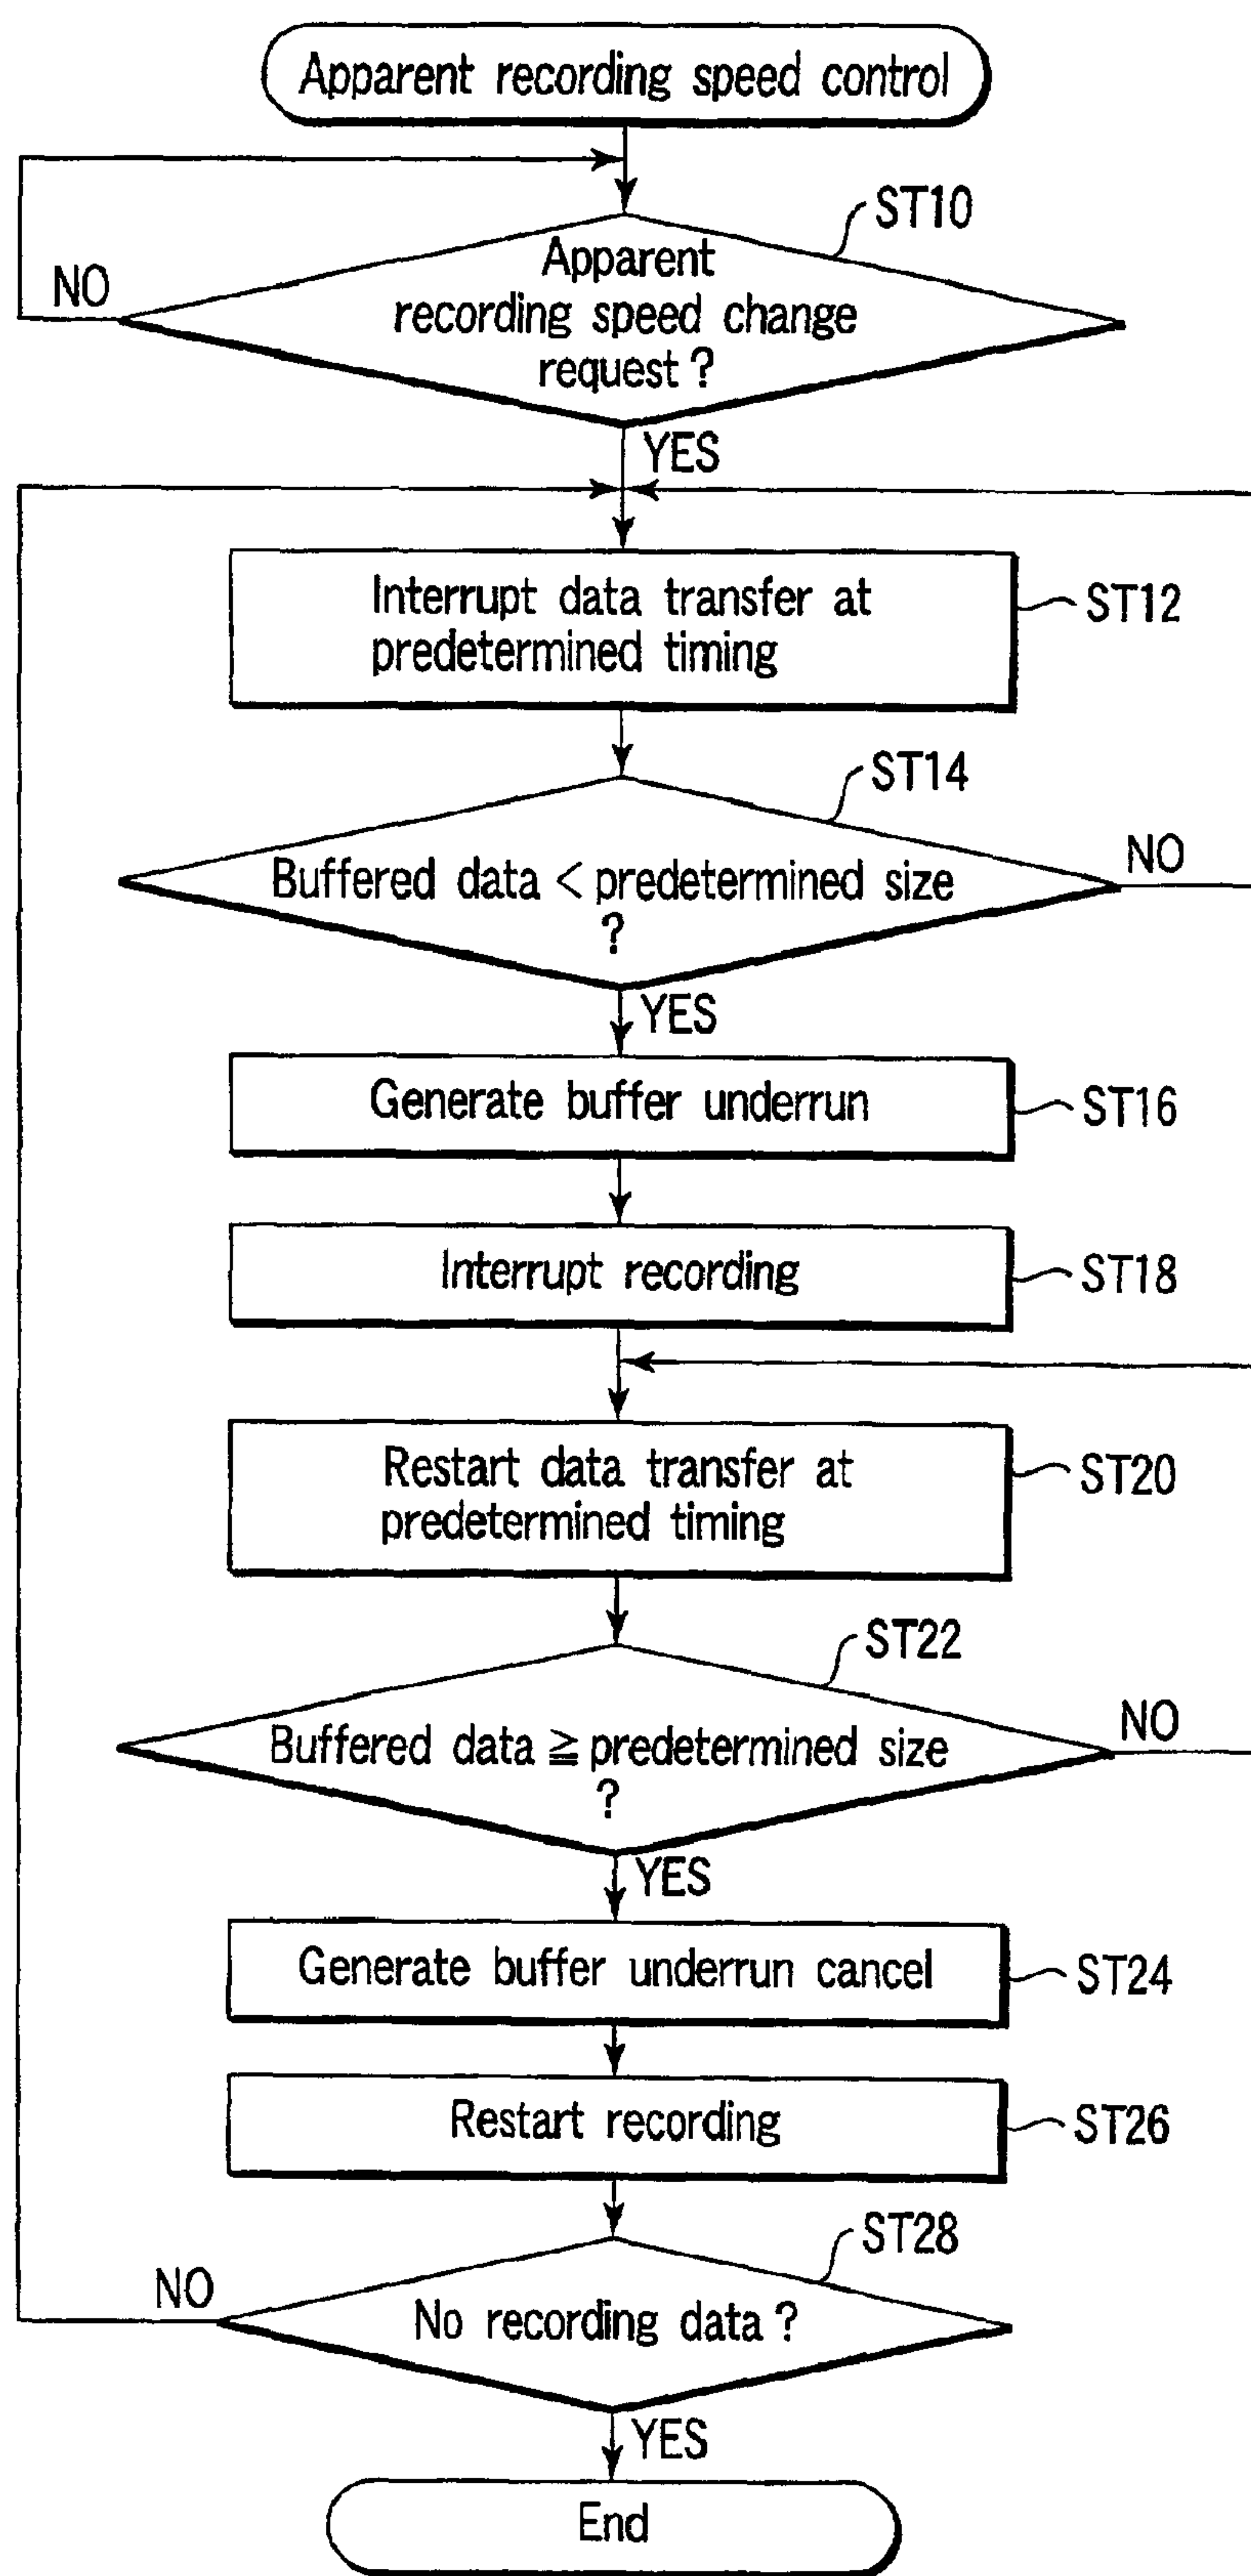 Apparent recording speed control
ST10
Apparent
recording speed change
request ?
NO
YES
Interrupt data transfer at
predetermined timing
ST12
ST14
Buffered data < predetermined size
?
NO
YES
Generate buffer underrun
ST16
Interrupt recording
ST18
Restart data transfer at
predetermined timing
ST20
ST22
Buffered data ≧ predetermined size
?
NO
YES
Generate buffer underrun cancel
ST24
Restart recording
ST26
ST28
NO
No recording data ?
YES
End